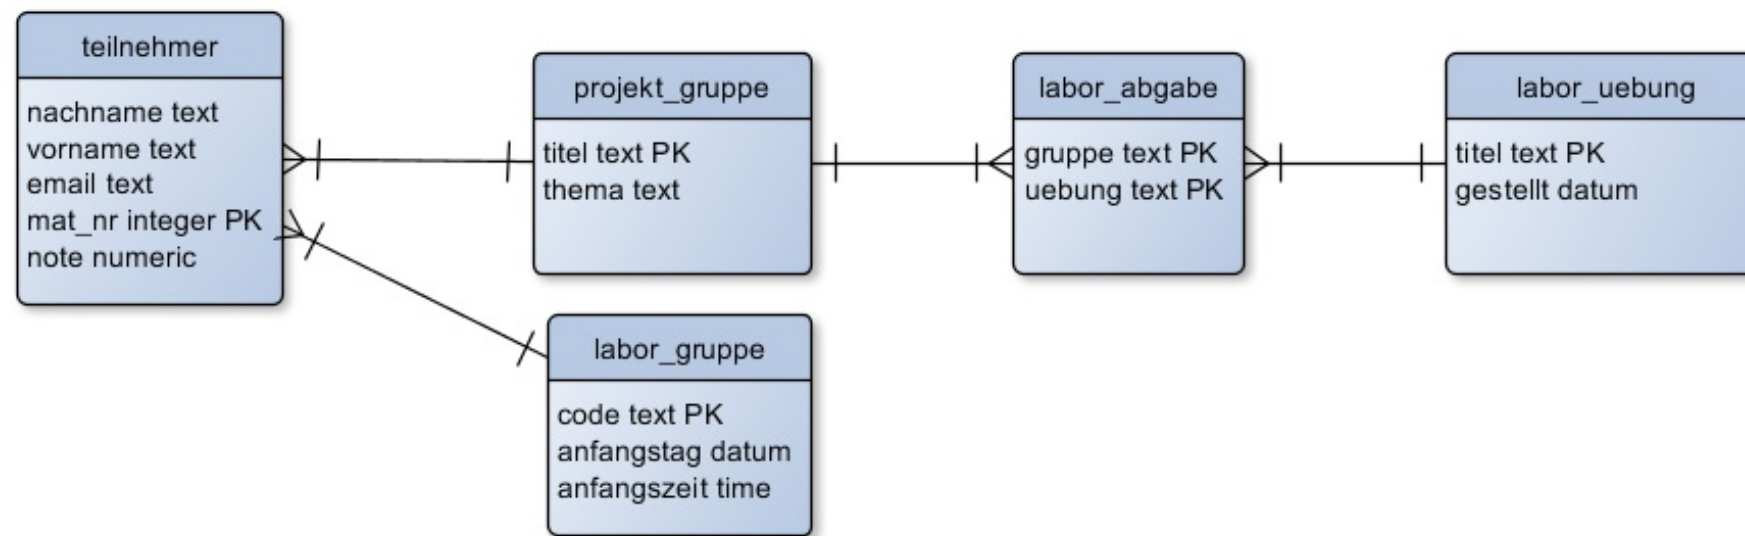 teilnehmer
nachname text
vorname text
email text
mat_nr integer PK
note numeric
projekt_gruppe
titel text PK
thema text
labor_abgabe
gruppe text PK
uebung text PK
labor_uebung
titel text PK
gestellt datum
labor_gruppe
code text PK
anfangstag datum
anfangszeit time